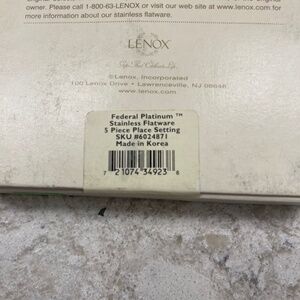 owner. Please call 1-800-63-LENOX or visit our web site at www.lenox.com for
more information about our stainless flatware.
LENOX
©Lenox, Incorporated
100 Lenox Drive • Lawrenceville, NJ 08648
www.lenox.com
Federal Platinum ™
Stainless Flatware
5 Piece Place Setting
SKU #6024871
Made in Korea
7 21074 34923 6